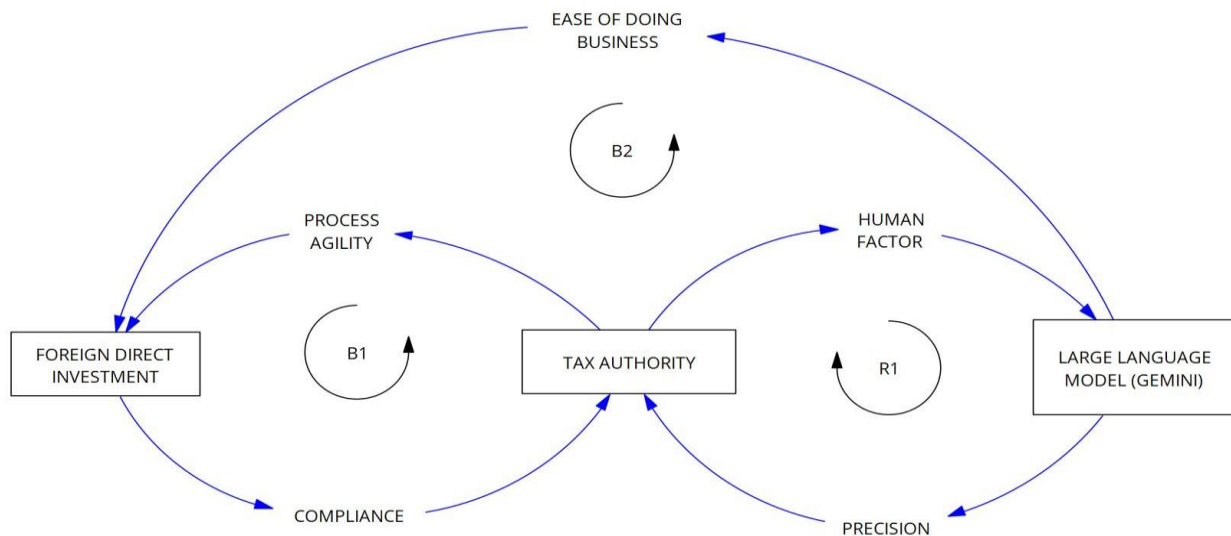 EASE OF DOING
BUSINESS
B2
PROCESS
AGILITY
HUMAN
FACTOR
FOREIGN DIRECT
INVESTMENT
B1
TAX AUTHORITY
R1
LARGE LANGUAGE
MODEL (GEMINI)
COMPLIANCE
PRECISION